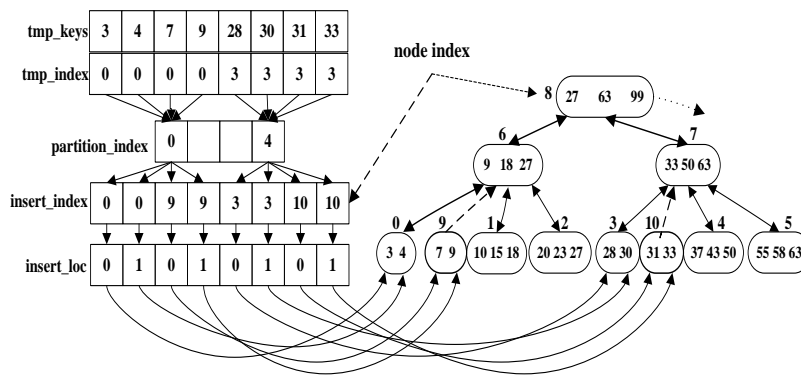 tmp_keys 3 4 7 9 28 30 31 33
tmp_index 0 0 0 0 3 3 3 3
partition_index 0 4
insert_index 0 0 9 9 3 3 10 10
insert_loc 0 1 0 1 0 1 0 1
node index
8 27 63 99
6 7
9 18 27 33 50 63
0 9 1 2 3 10 4 5
3 4 7 9 10 15 18 20 23 27 28 30 31 33 37 43 50 55 58 63